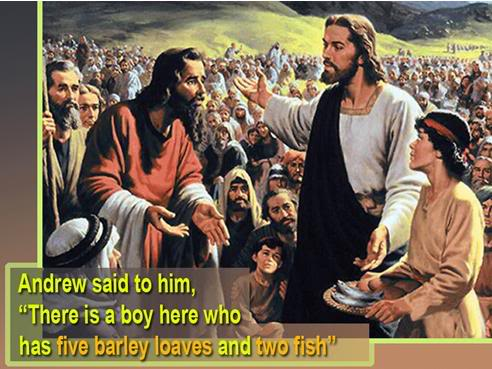 Andrew said to him,
“There is a boy here who
has five barley loaves and two fish”